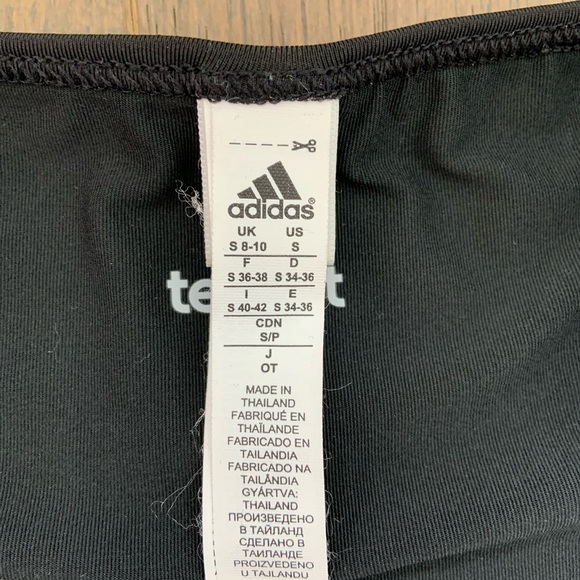 adidas®
UK US
S 8-10 S
F D
S 36-38 S 34-36
I E
S 40-42 S 34-36
CDN
S/P
J
OT
MADE IN
THAILAND
FABRIQUÉ EN
THAÏLANDE
FABRICADO EN
TAILANDIA
FABRICADO NA
TAILÂNDIA
GYÁRTVA:
THAILAND
ПРОИЗВЕДЕНО
В ТАЙЛАНД
СДЕЛАНО В
ТАИЛАНДЕ
PROIZVEDENO
U TAJLANDU